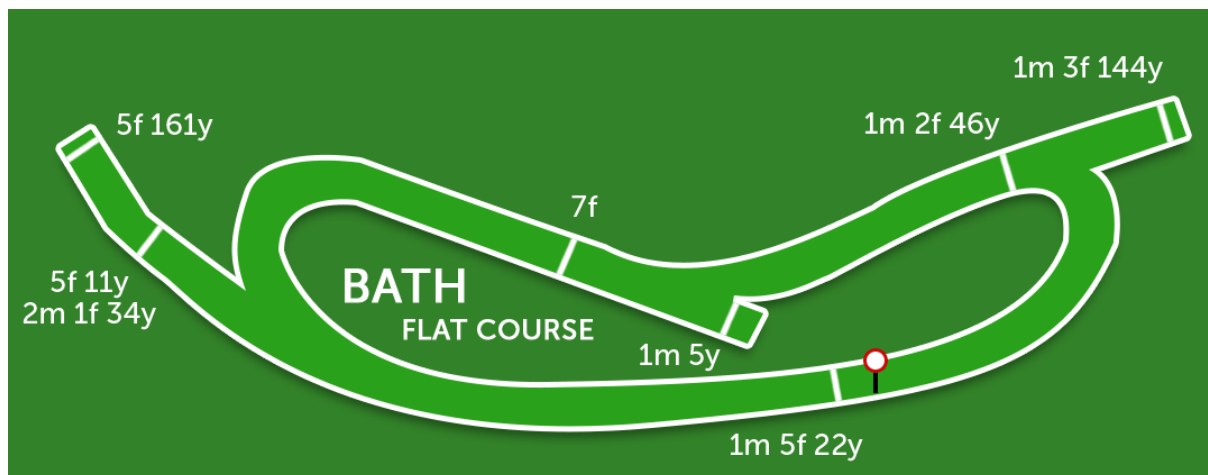 1m 3f 144y
5f 161y
1m 2f 46y
7f
5f 11y
2m 1f 34y
BATH
FLAT COURSE
1m 5y
1m 5f 22y